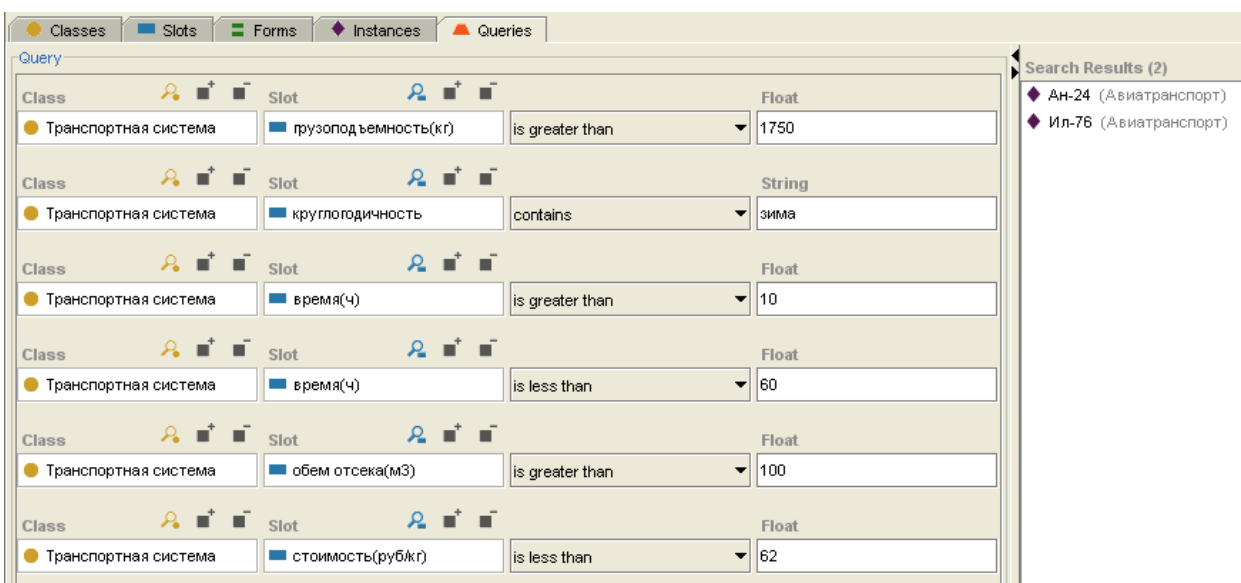 Classes Slots Forms Instances Queries
Query
Search Results (2)
Class Slot Float
Ан-24 (Авиатранспорт)
Транспортная система грузоподъемность(кг) is greater than 1750
Ил-76 (Авиатранспорт)
Class Slot String
Транспортная система круглогодичность contains зима
Class Slot Float
Транспортная система время(ч) is greater than 10
Class Slot Float
Транспортная система время(ч) is less than 60
Class Slot Float
Транспортная система обем отсека(м3) is greater than 100
Class Slot Float
Транспортная система стоимость(руб/кг) is less than 62